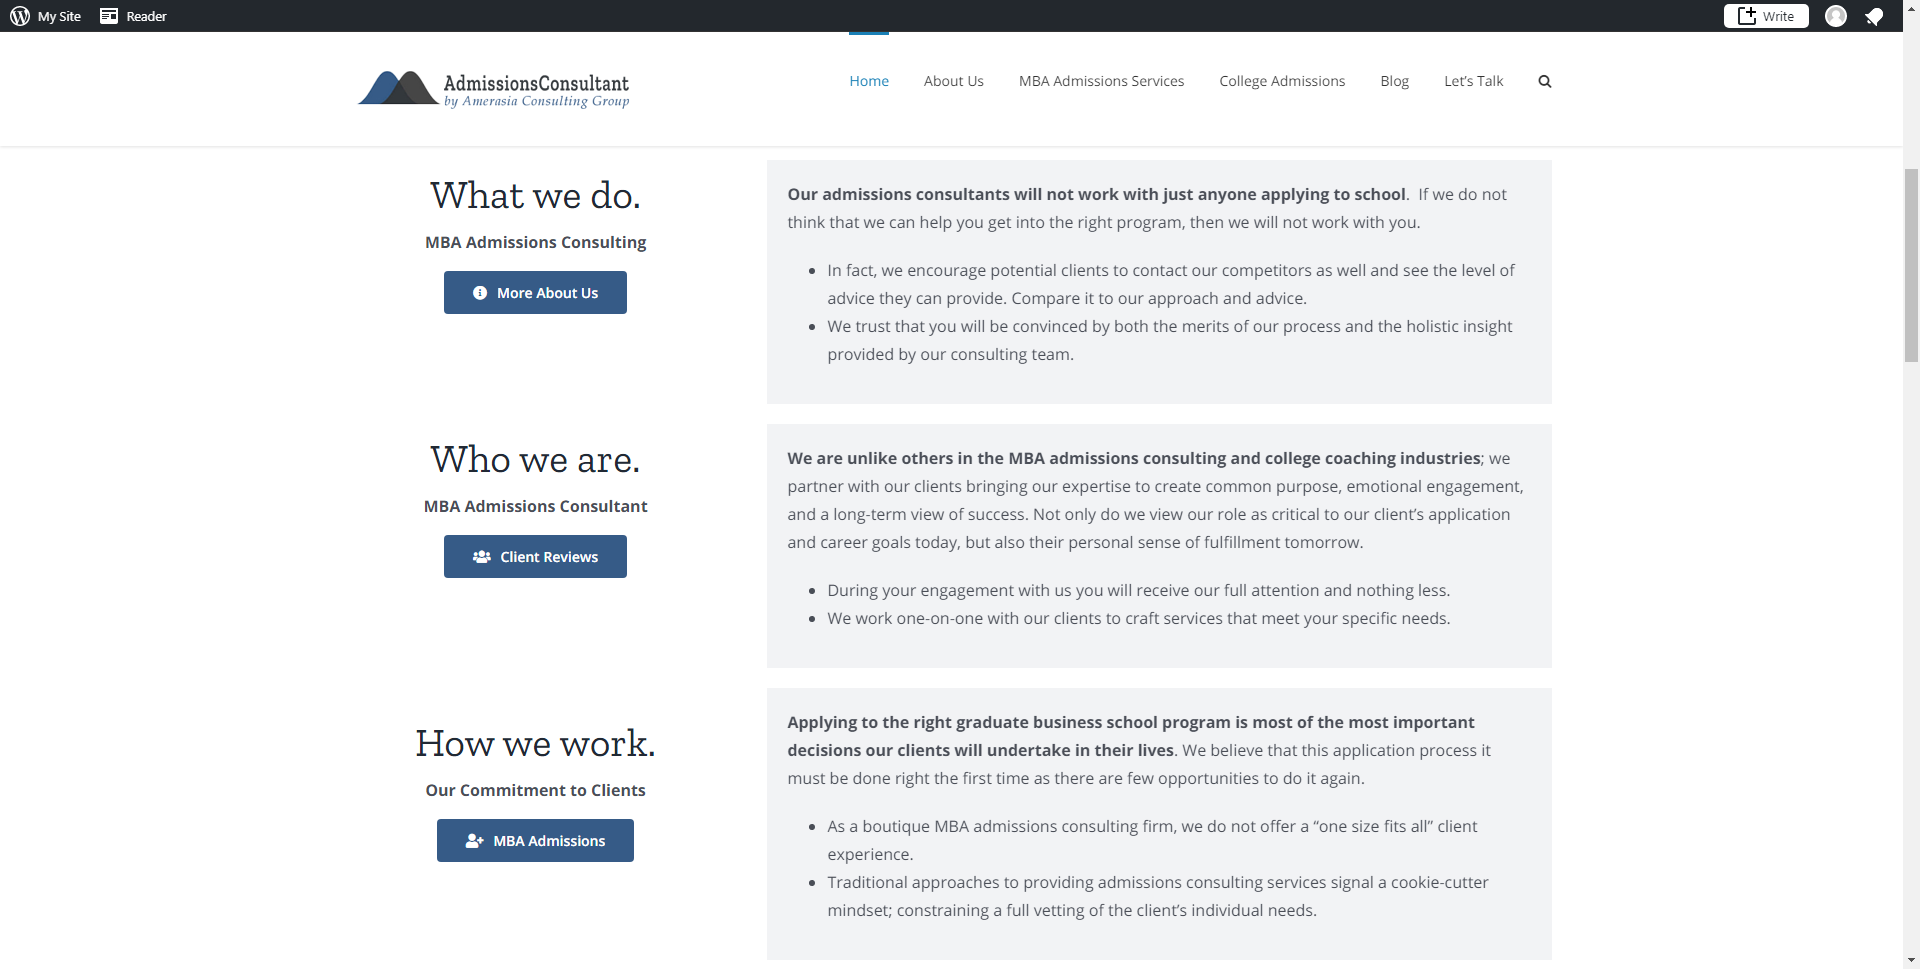 My Site Reader Write
AdmissionsConsultant
by Amerasia Consulting Group
Home About Us MBA Admissions Services College Admissions Blog Let’s Talk
What we do.
MBA Admissions Consulting
More About Us
Our admissions consultants will not work with just anyone applying to school. If we do not
think that we can help you get into the right program, then we will not work with you.
In fact, we encourage potential clients to contact our competitors as well and see the level of
advice they can provide. Compare it to our approach and advice.
We trust that you will be convinced by both the merits of our process and the holistic insight
provided by our consulting team.
Who we are.
MBA Admissions Consultant
Client Reviews
We are unlike others in the MBA admissions consulting and college coaching industries; we
partner with our clients bringing our expertise to create common purpose, emotional engagement,
and a long-term view of success. Not only do we view our role as critical to our client’s application
and career goals today, but also their personal sense of fulfillment tomorrow.
During your engagement with us you will receive our full attention and nothing less.
We work one-on-one with our clients to craft services that meet your specific needs.
How we work.
Our Commitment to Clients
MBA Admissions
Applying to the right graduate business school program is most of the most important
decisions our clients will undertake in their lives. We believe that this application process it
must be done right the first time as there are few opportunities to do it again.
As a boutique MBA admissions consulting firm, we do not offer a “one size fits all” client
experience.
Traditional approaches to providing admissions consulting services signal a cookie-cutter
mindset; constraining a full vetting of the client’s individual needs.